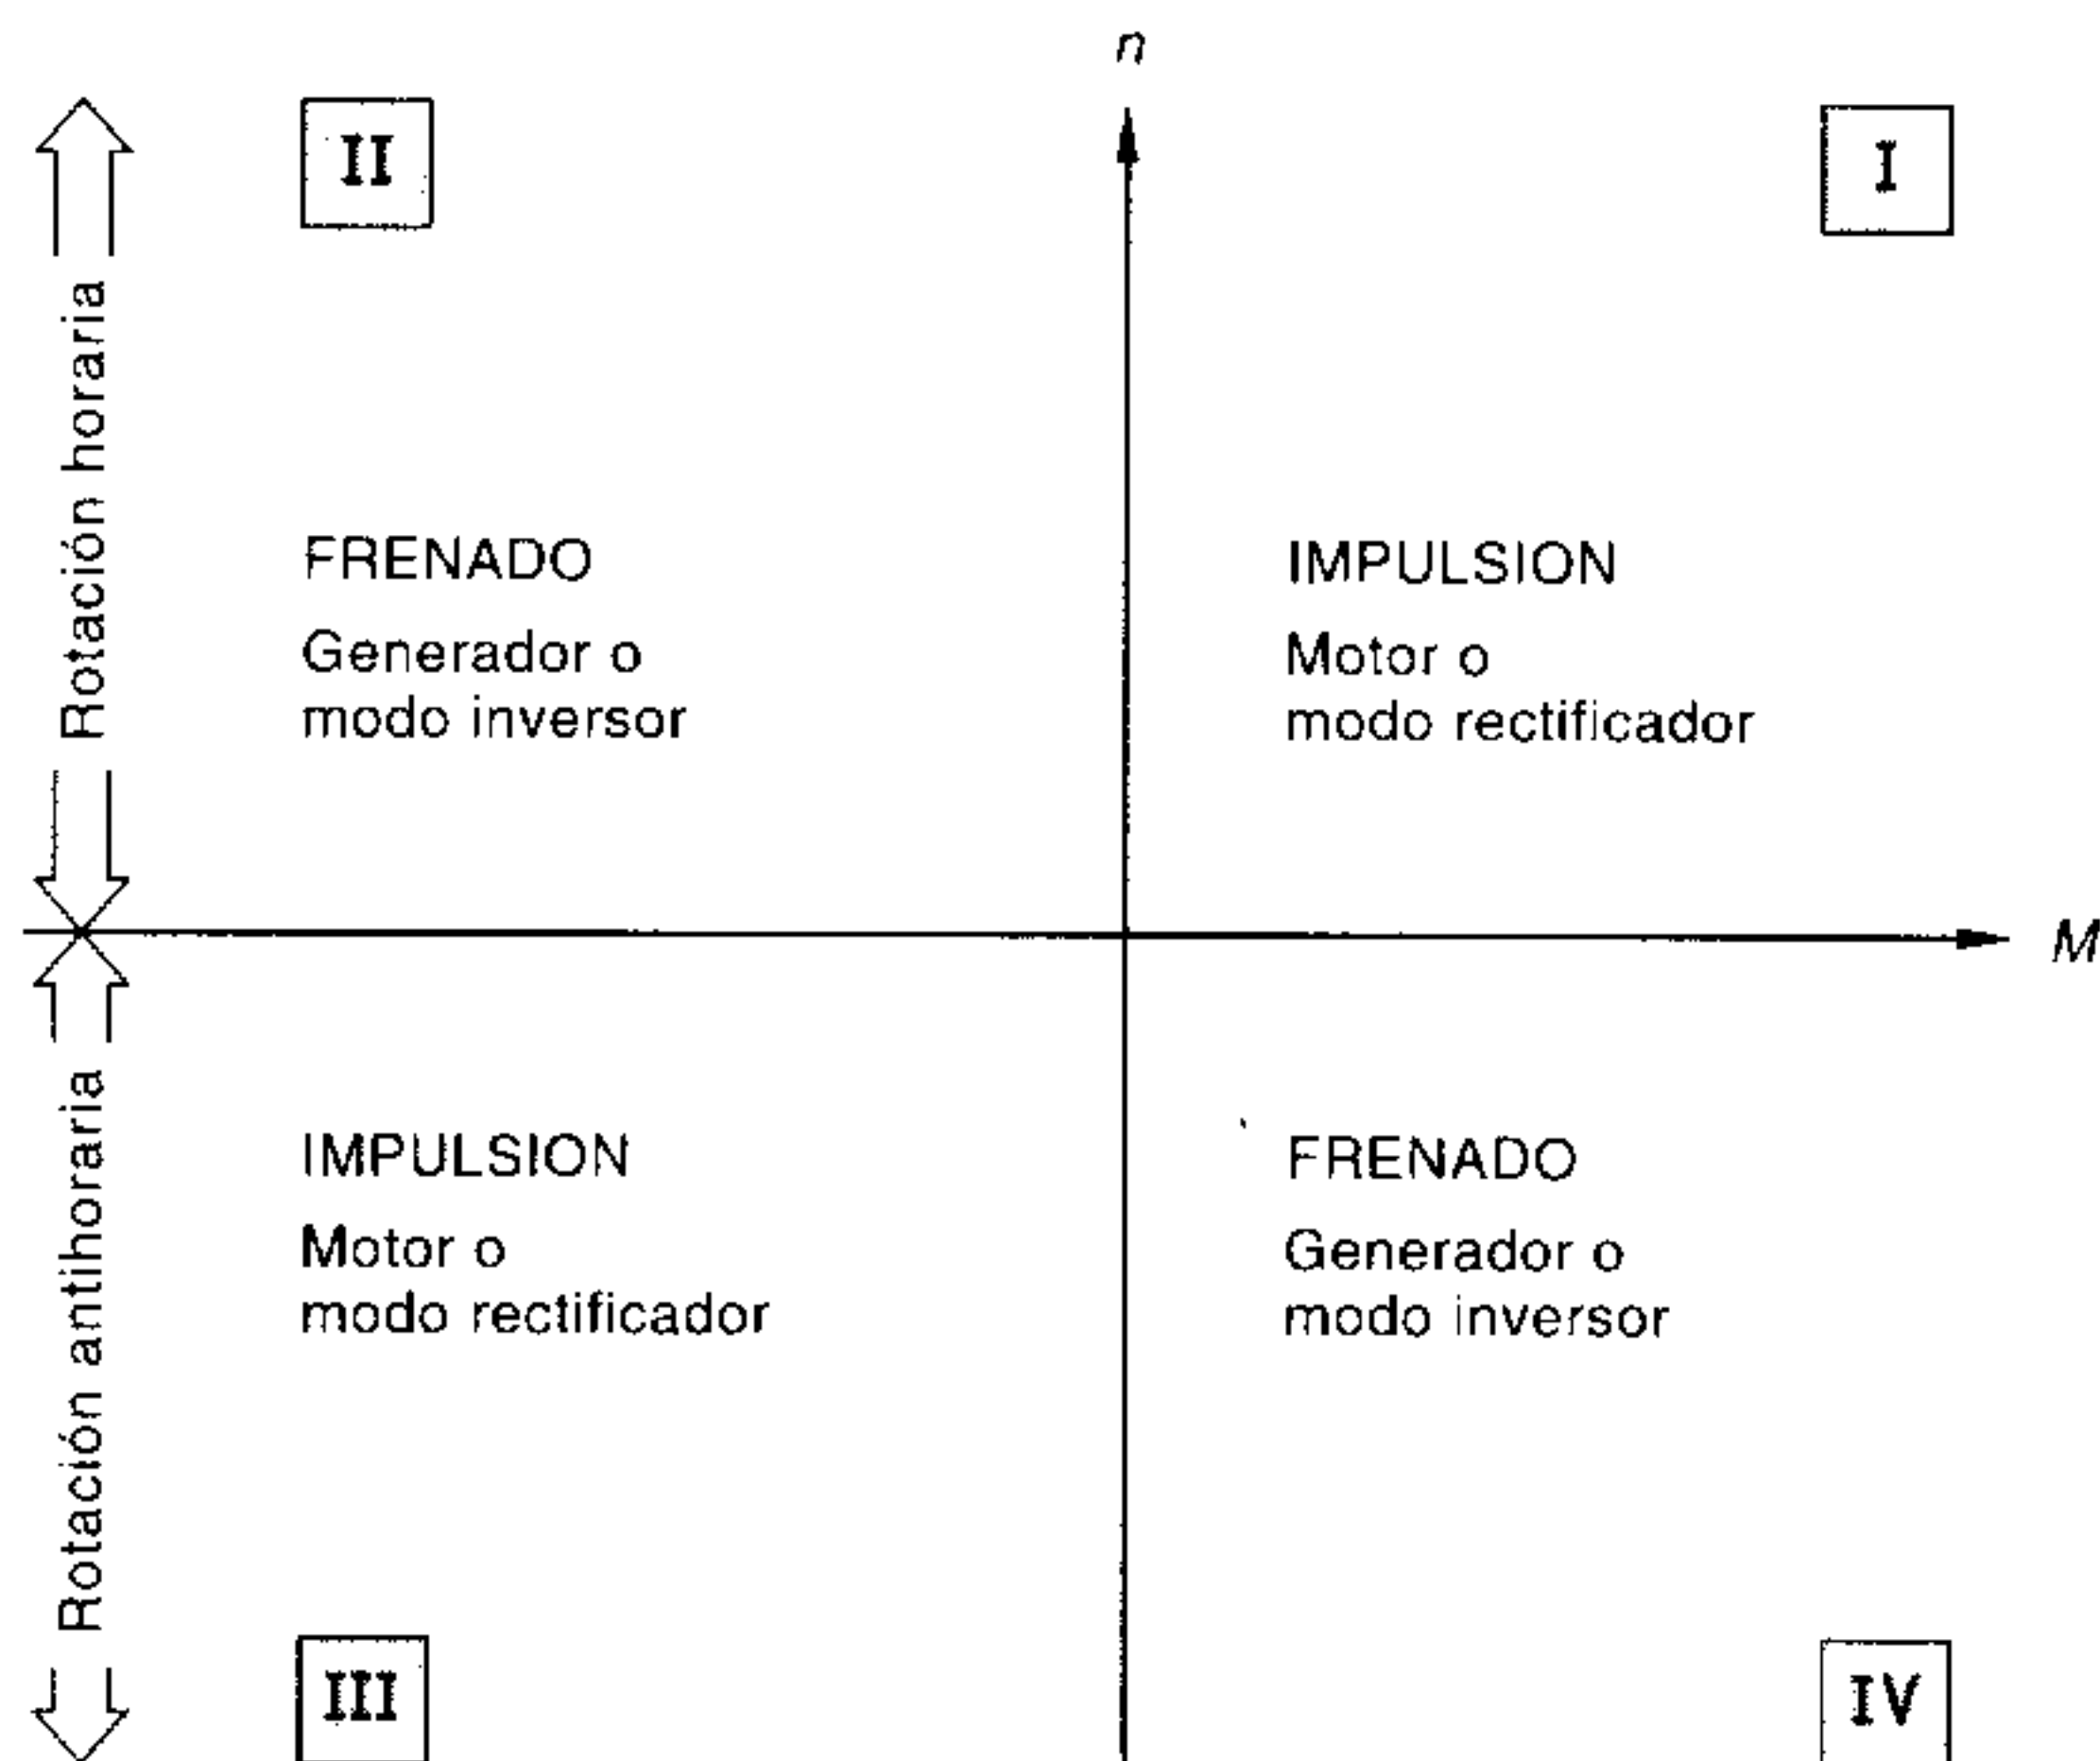 n
II
I
Rotación horaria
FRENADO
Generador o
modo inversor
IMPULSION
Motor o
modo rectificador
M
Rotación antihoraria
IMPULSION
Motor o
modo rectificador
FRENADO
Generador o
modo inversor
III
IV